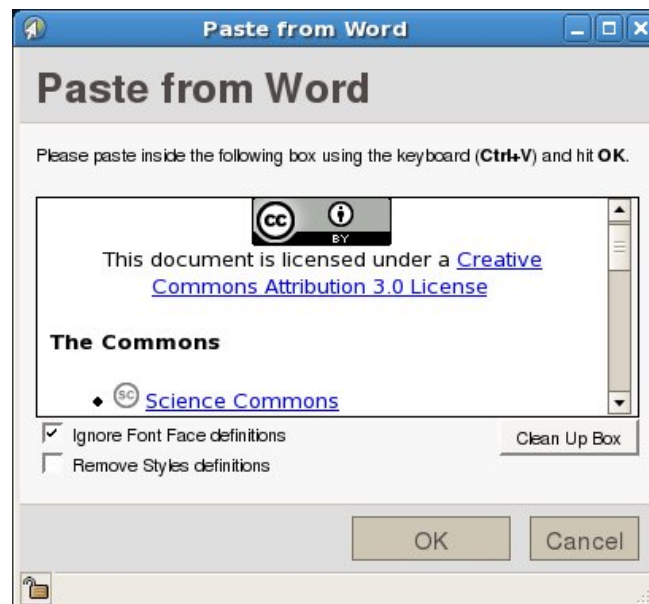 Paste from Word
Paste from Word
Please paste inside the following box using the keyboard (Ctrl+V) and hit OK.
cc
BY
This document is licensed under a Creative
Commons Attribution 3.0 License
The Commons
sc Science Commons
Ignore Font Face definitions
Clean Up Box
Remove Styles definitions
OK
Cancel